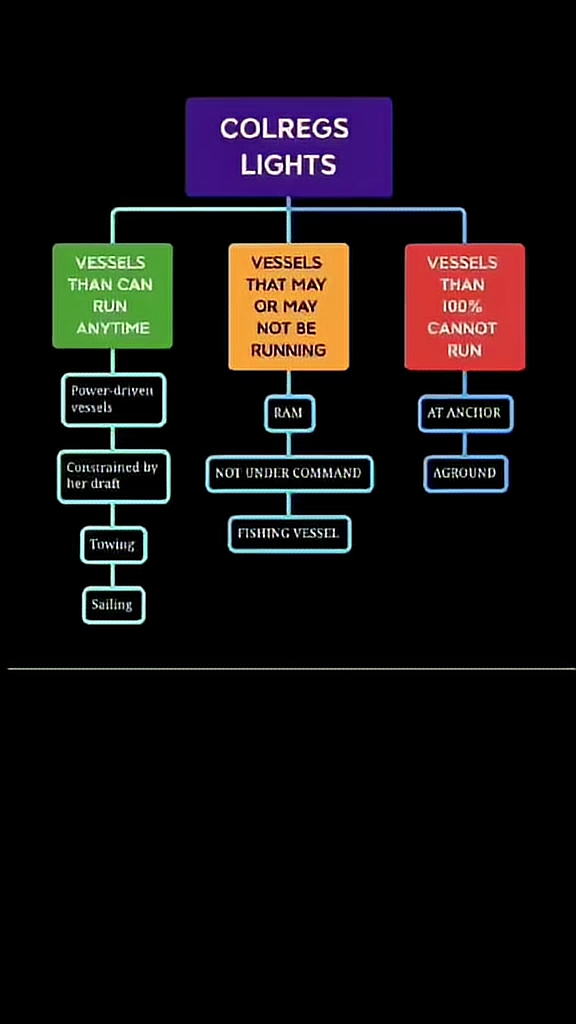 COLREGS
LIGHTS
VESSELS
THAN CAN
RUN
ANYTIME
Power-driven
vessels
Constrained by
her draft
Towing
Sailing
VESSELS
THAT MAY
OR MAY
NOT BE
RUNNING
RAM
NOT UNDER COMMAND
FISHING VESSEL
VESSELS
THAN
100%
CANNOT
RUN
AT ANCHOR
AGROUND